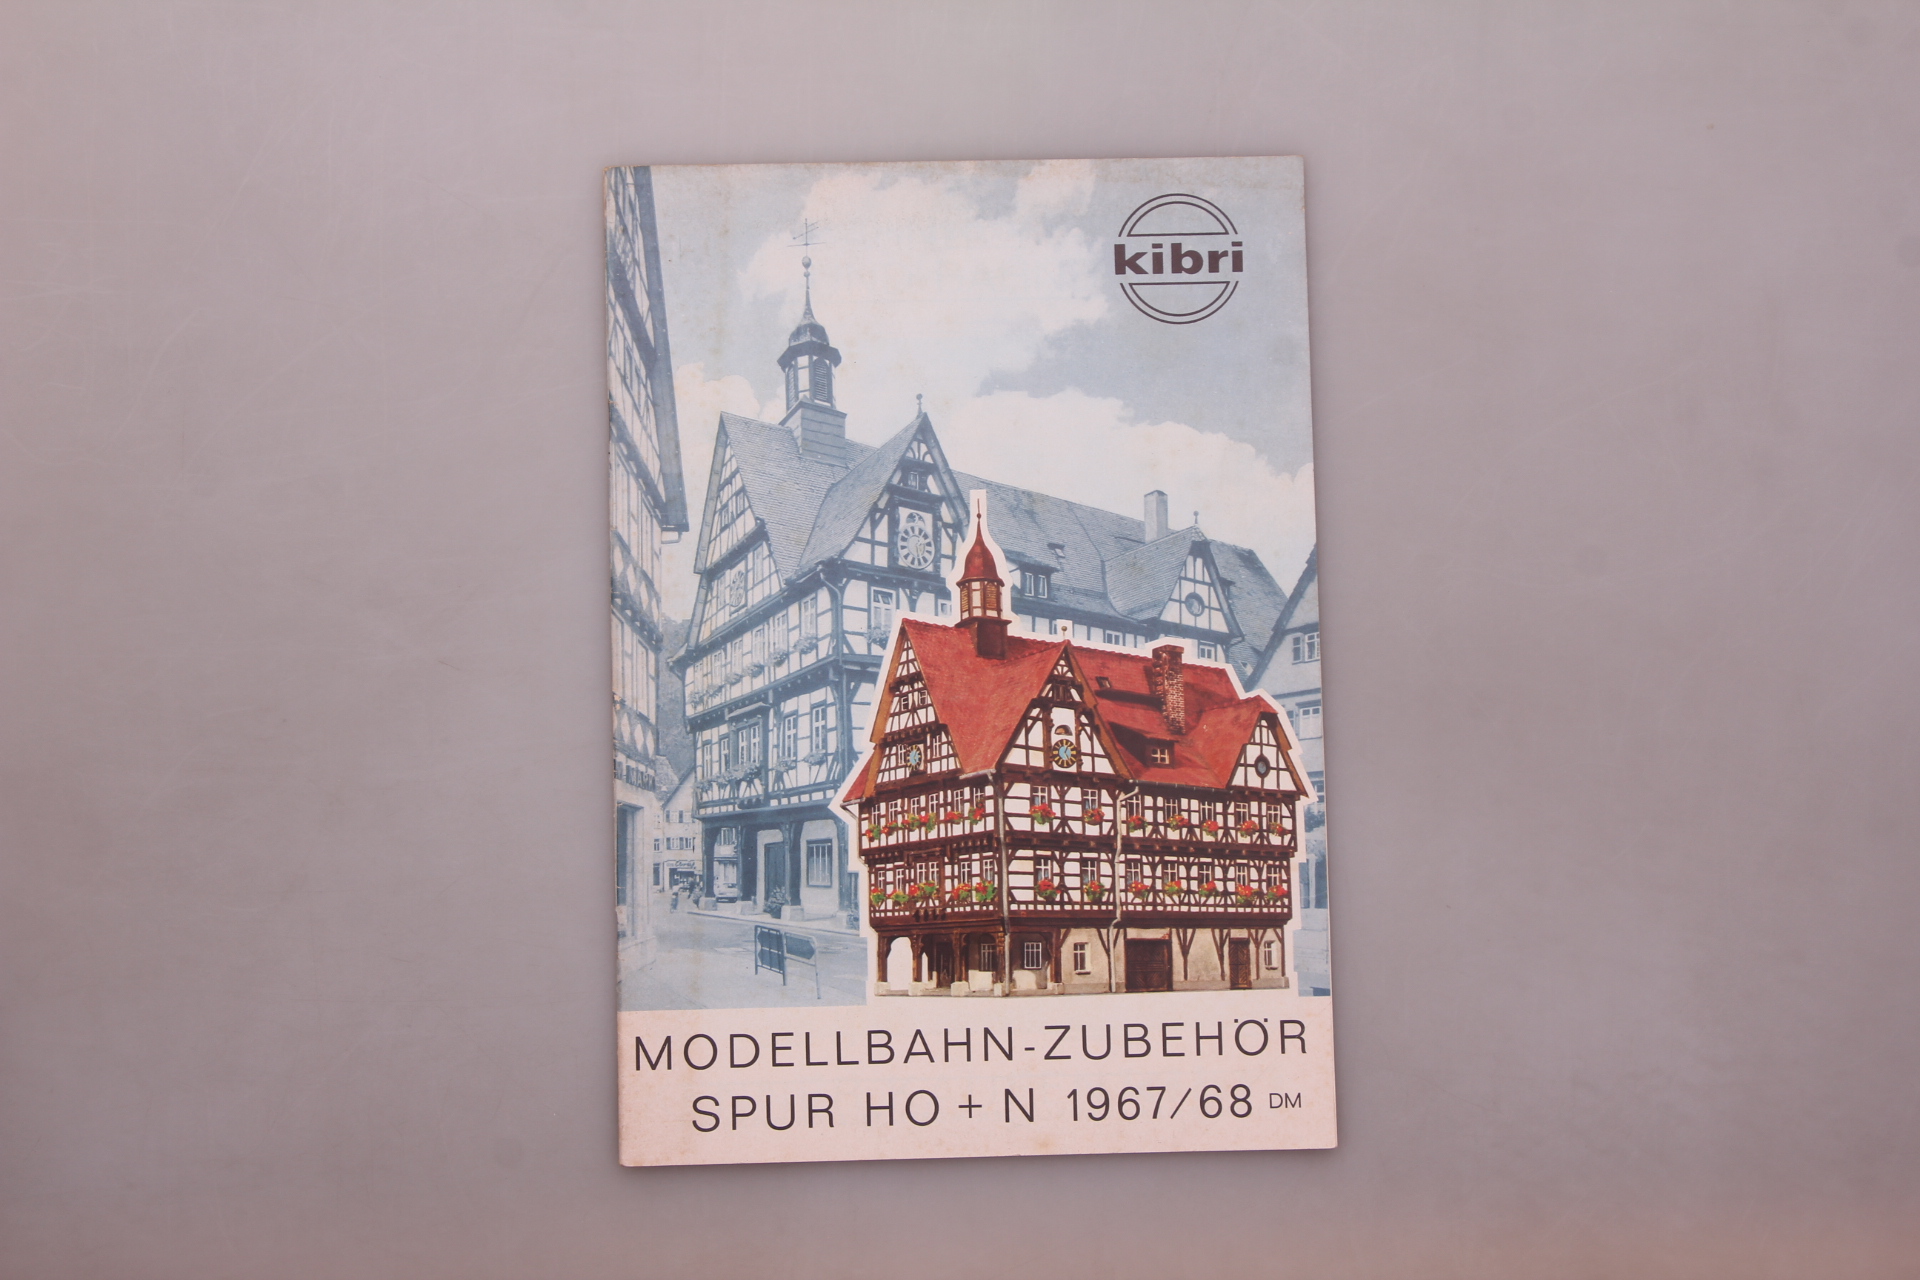 kibri
MODELLBAHN-ZUBEHÖR
SPUR HO + N 1967/68 DM